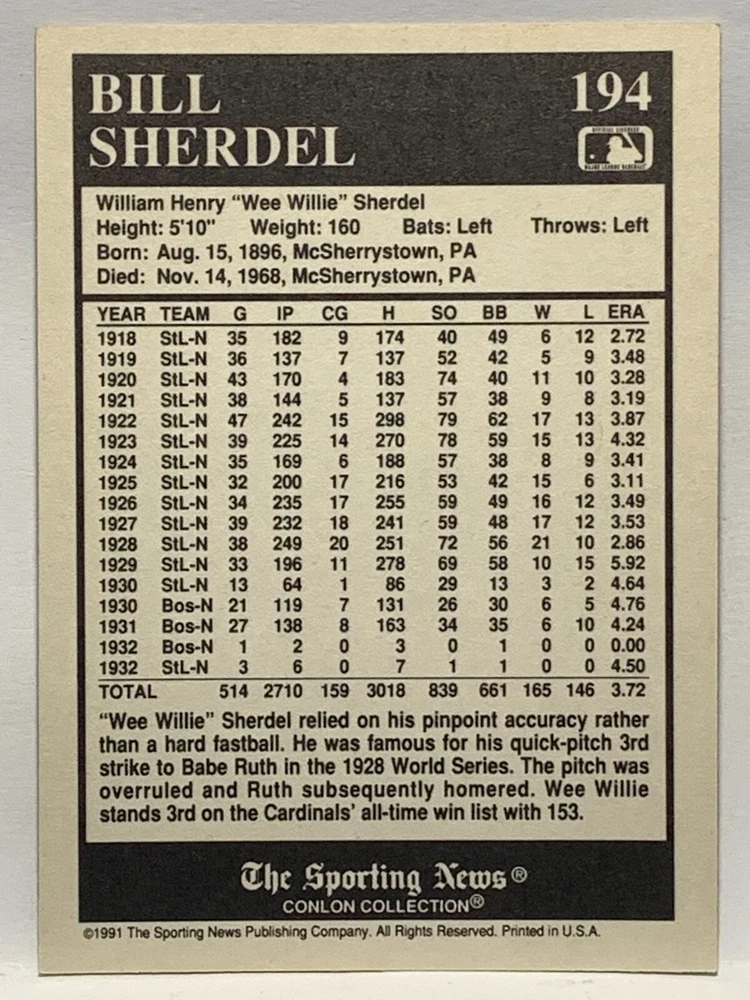 BILL 194
SHERDEL
OFFICIAL LICENSEE
MAJOR LEAGUE BASEBALL
William Henry “Wee Willie” Sherdel
Height: 5'10" Weight: 160 Bats: Left Throws: Left
Born: Aug. 15, 1896, McSherrystown, PA
Died: Nov. 14, 1968, McSherrystown, PA
YEAR TEAM G IP CG H SO BB W L ERA
1918 StL-N 35 182 9 174 40 49 6 12 2.72
1919 StL-N 36 137 7 137 52 42 5 9 3.48
1920 StL-N 43 170 4 183 74 40 11 10 3.28
1921 StL-N 38 144 5 137 57 38 9 8 3.19
1922 StL-N 47 242 15 298 79 62 17 13 3.87
1923 StL-N 39 225 14 270 78 59 15 13 4.32
1924 StL-N 35 169 6 188 57 38 8 9 3.41
1925 StL-N 32 200 17 216 53 42 15 6 3.11
1926 StL-N 34 235 17 255 59 49 16 12 3.49
1927 StL-N 39 232 18 241 59 48 17 12 3.53
1928 StL-N 38 249 20 251 72 56 21 10 2.86
1929 StL-N 33 196 11 278 69 58 10 15 5.92
1930 StL-N 13 64 1 86 29 13 3 2 4.64
1930 Bos-N 21 119 7 131 26 30 6 5 4.76
1931 Bos-N 27 138 8 163 34 35 6 10 4.24
1932 Bos-N 1 2 0 3 0 1 0 0 0.00
1932 StL-N 3 6 0 7 1 1 0 0 4.50
TOTAL 514 2710 159 3018 839 661 165 146 3.72
“Wee Willie” Sherdel relied on his pinpoint accuracy rather
than a hard fastball. He was famous for his quick-pitch 3rd
strike to Babe Ruth in the 1928 World Series. The pitch was
overruled and Ruth subsequently homered. Wee Willie
stands 3rd on the Cardinals’ all-time win list with 153.
The Sporting News®
CONLON COLLECTION®
©1991 The Sporting News Publishing Company. All Rights Reserved. Printed in U.S.A.